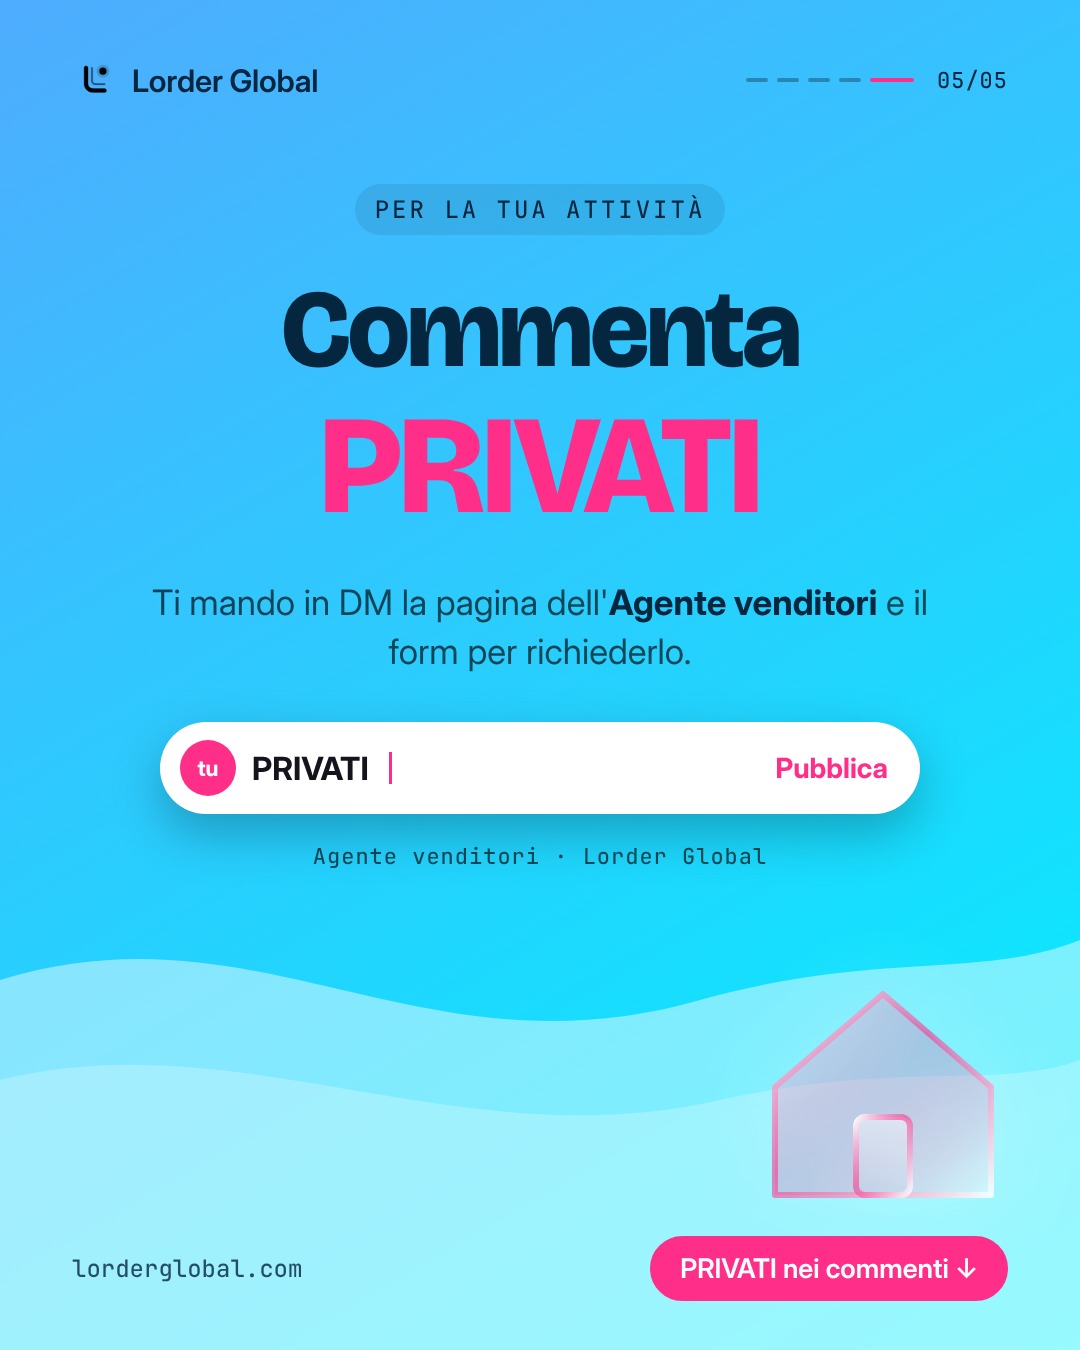 Lorder Global
05/05
PER LA TUA ATTIVITÀ
Commenta
PRIVATI
Ti mando in DM la pagina dell'Agente venditori e il
form per richiederlo.
tu PRIVATI Pubblica
Agente venditori · Lorder Global
lorderglobal.com
PRIVATI nei commenti ↓